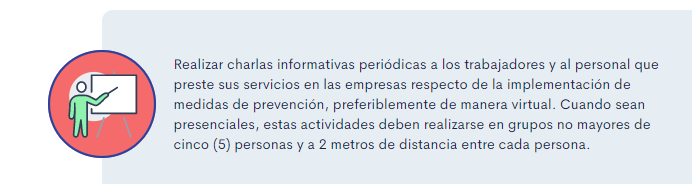 Realizar charlas informativas periódicas a los trabajadores y al personal que
preste sus servicios en las empresas respecto de la implementación de
medidas de prevención, preferiblemente de manera virtual. Cuando sean
presenciales, estas actividades deben realizarse en grupos no mayores de
cinco (5) personas y a 2 metros de distancia entre cada persona.